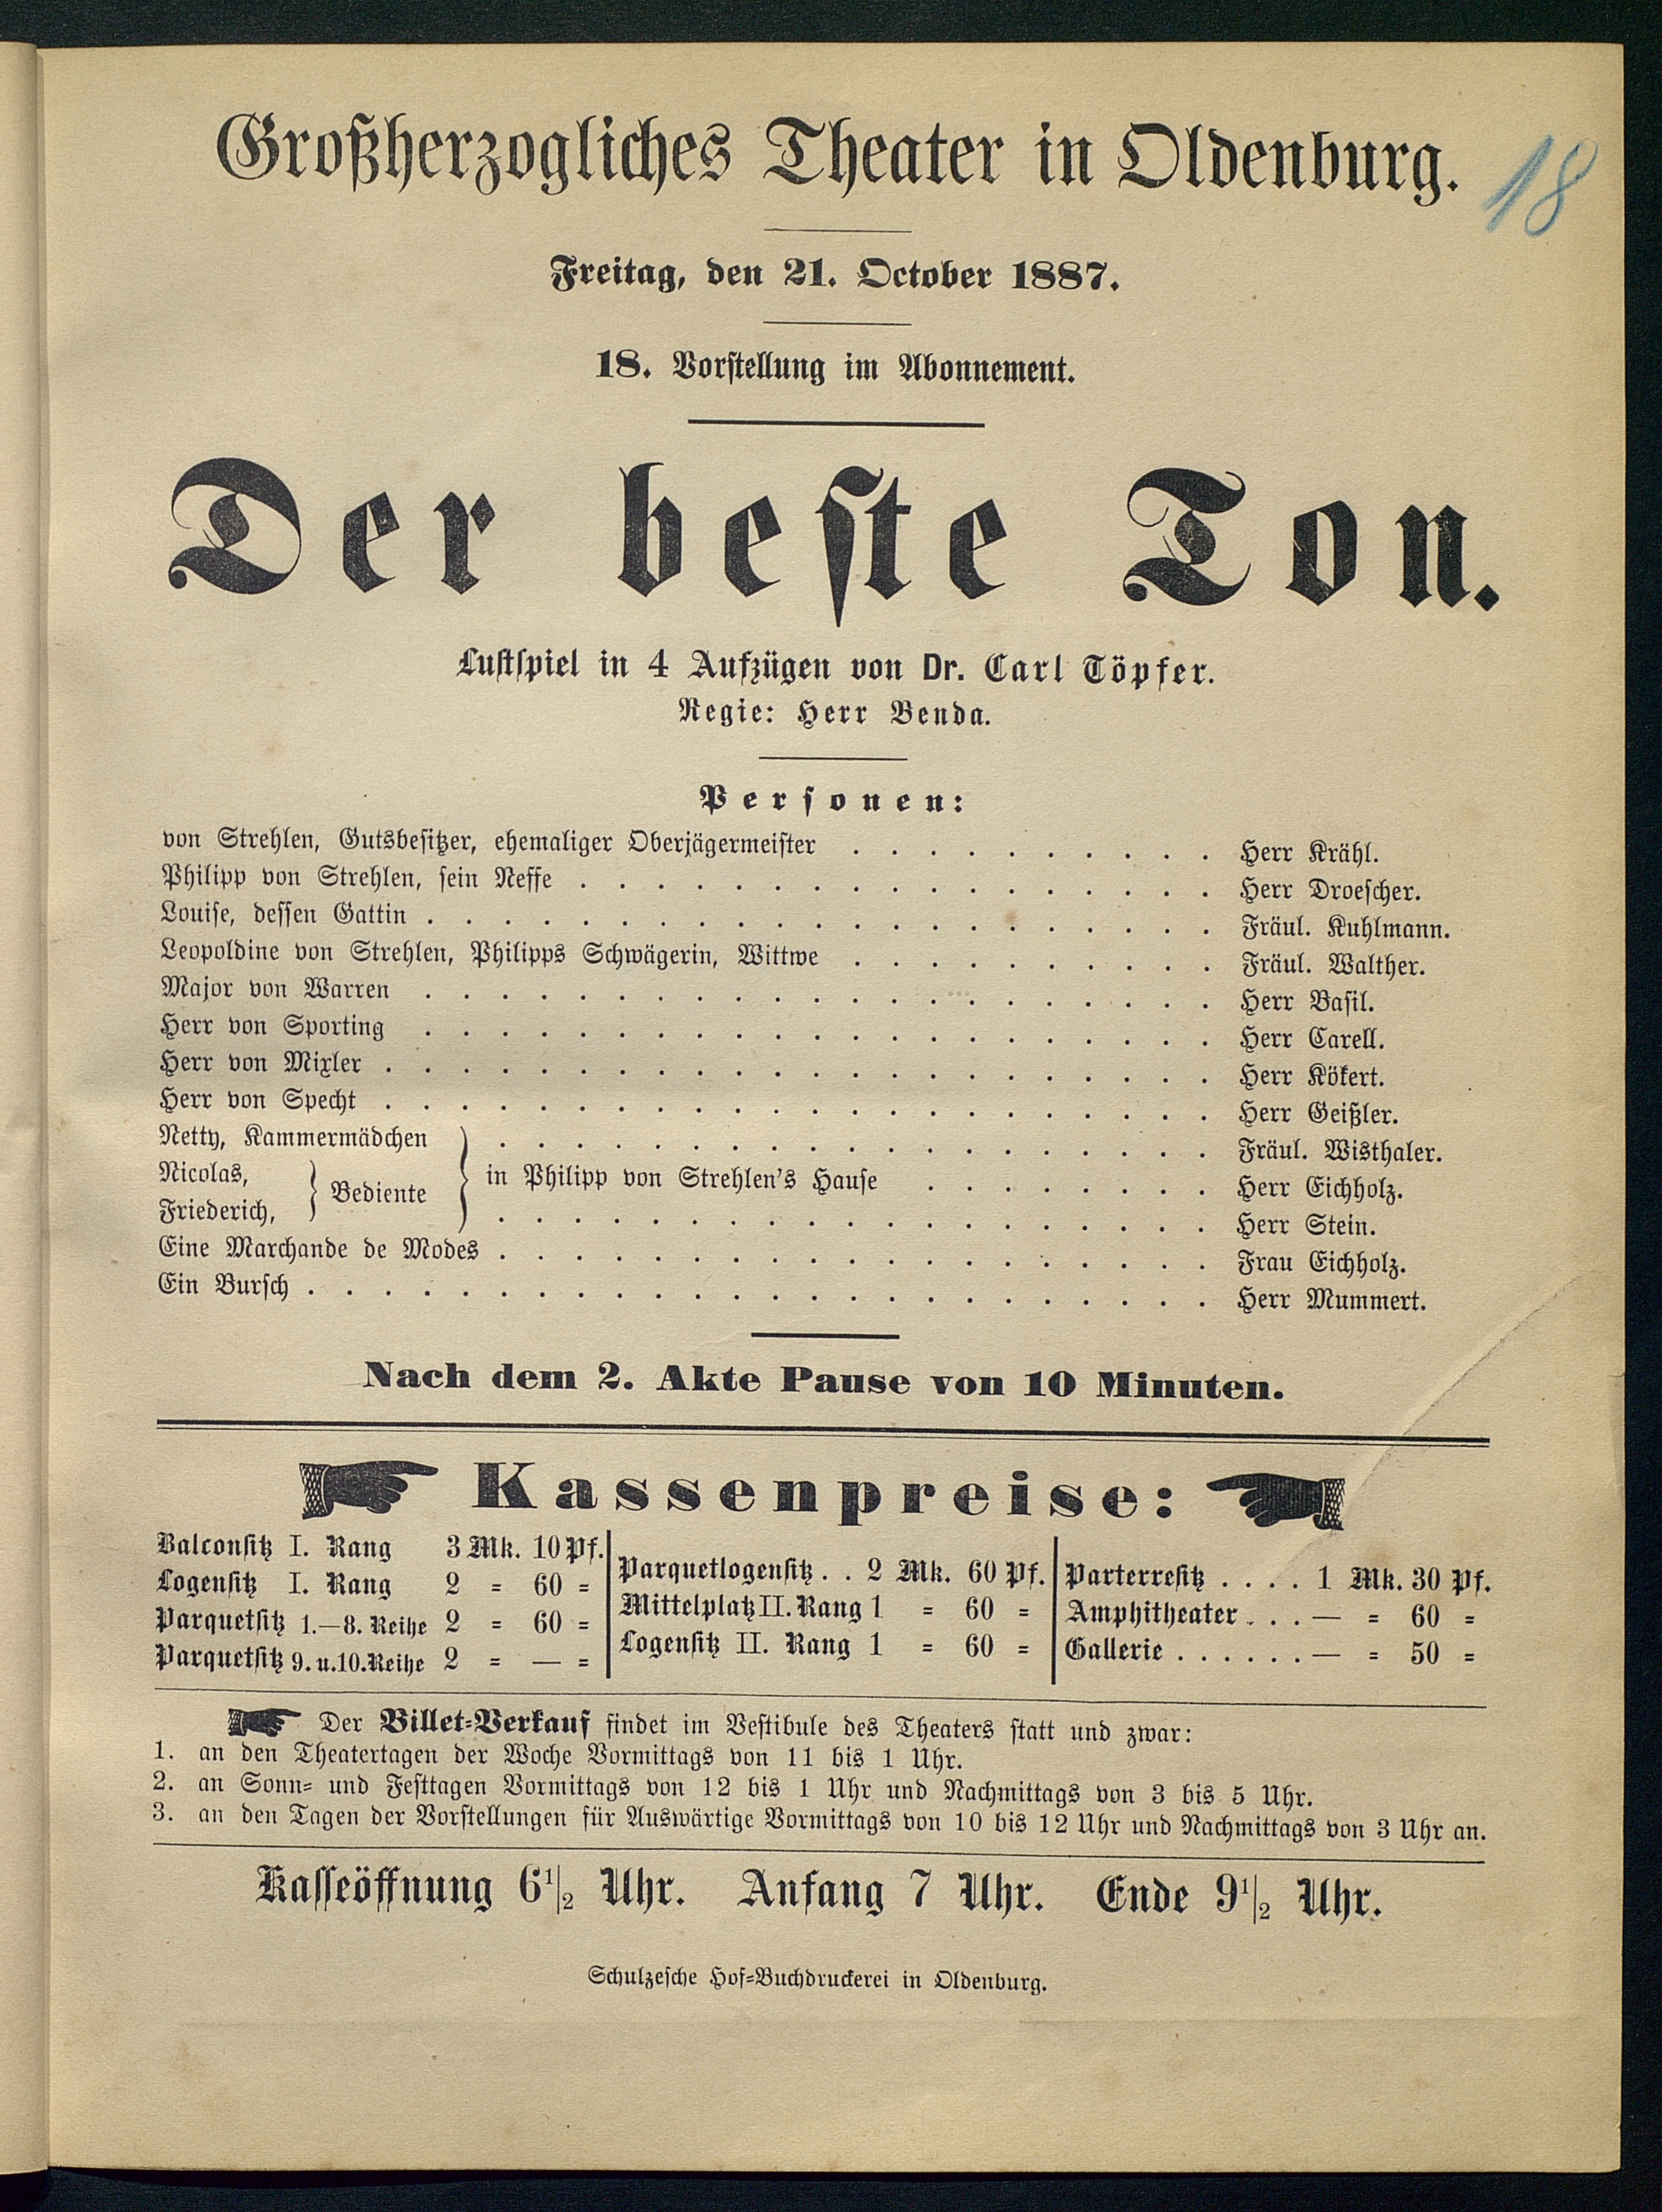 Großherzogliches Theater in Oldenburg.
18
Freitag, den 21. October 1887.
18. Vorstellung im Abonnement.
Der beste Ton.
Lustspiel in 4 Aufzügen von Dr. Carl Töpfer.
Regie: Herr Benda.
Personen:
von Strehlen, Gutsbesitzer, ehemaliger Oberjägermeister . . . . . . . . . . Herr Krähl.
Philipp von Strehlen, sein Neffe . . . . . . . . . . . . . . . . . Herr Droescher.
Louise, dessen Gattin . . . . . . . . . . . . . . . . . . . . . Fräul. Kuhlmann.
Leopoldine von Strehlen, Philipps Schwägerin, Wittwe . . . . . . . . . . Fräul. Walther.
Major von Warren . . . . . . . . . . . . . . . . . . . . . Herr Basil.
Herr von Sporting . . . . . . . . . . . . . . . . . . . . . Herr Carell.
Herr von Mixler . . . . . . . . . . . . . . . . . . . . . . Herr Kökert.
Herr von Specht . . . . . . . . . . . . . . . . . . . . . . Herr Geißler.
Netty, Kammermädchen . . . . . . . . . . . . . . . . . . . Fräul. Wisthaler.
Nicolas, } Bediente } in Philipp von Strehlen's Hause . . . . . . . . Herr Eichholz.
Friederich, . . . . . . . . . . . . . . . . . . . Herr Stein.
Eine Marchande de Modes . . . . . . . . . . . . . . . . . . . Frau Eichholz.
Ein Bursch . . . . . . . . . . . . . . . . . . . . . . . . Herr Mummert.
Nach dem 2. Akte Pause von 10 Minuten.
Kassenpreise:
Balconsitz I. Rang 3 Mk. 10 Pf.
Logensitz I. Rang 2 = 60 =
Parquetsitz 1.—8. Reihe 2 = 60 =
Parquetsitz 9. u. 10. Reihe 2 = — =
Parquetlogensitz . . 2 Mk. 60 Pf.
Mittelplatz II. Rang 1 = 60 =
Logensitz II. Rang 1 = 60 =
Parterresitz . . . . 1 Mk. 30 Pf.
Amphitheater . . . — = 60 =
Gallerie . . . . . . — = 50 =
Der Billet=Verkauf findet im Vestibule des Theaters statt und zwar:
1. an den Theatertagen der Woche Vormittags von 11 bis 1 Uhr.
2. an Sonn= und Festtagen Vormittags von 12 bis 1 Uhr und Nachmittags von 3 bis 5 Uhr.
3. an den Tagen der Vorstellungen für Auswärtige Vormittags von 10 bis 12 Uhr und Nachmittags von 3 Uhr an.
Kasseöffnung 6 1/2 Uhr. Anfang 7 Uhr. Ende 9 1/2 Uhr.
Schulzesche Hof=Buchdruckerei in Oldenburg.